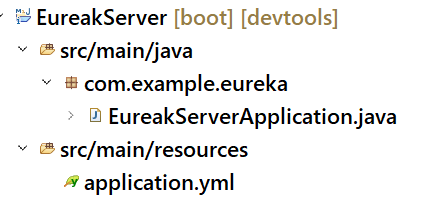 EureakServer [boot] [devtools]
src/main/java
com.example.eureka
EureakServerApplication.java
src/main/resources
application.yml